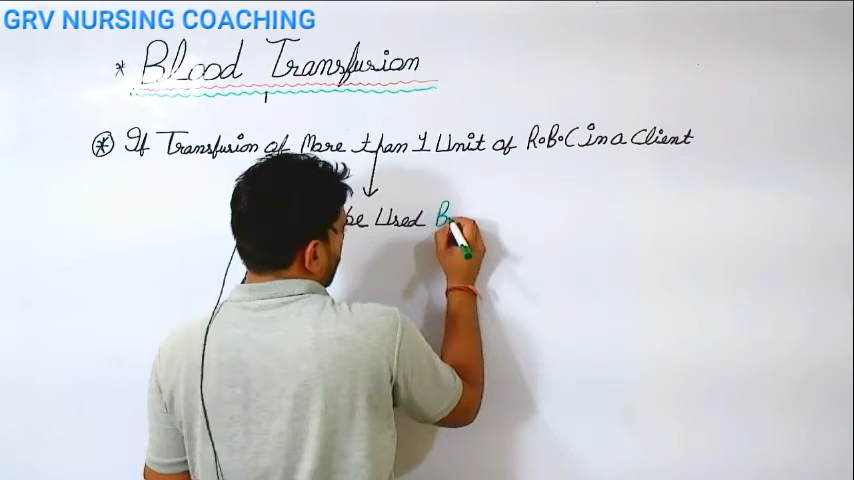 GRV NURSING COACHING
* Blood Transfusion
* If Transfusion of More than 1 Unit of R.B.C in a Client
be Used